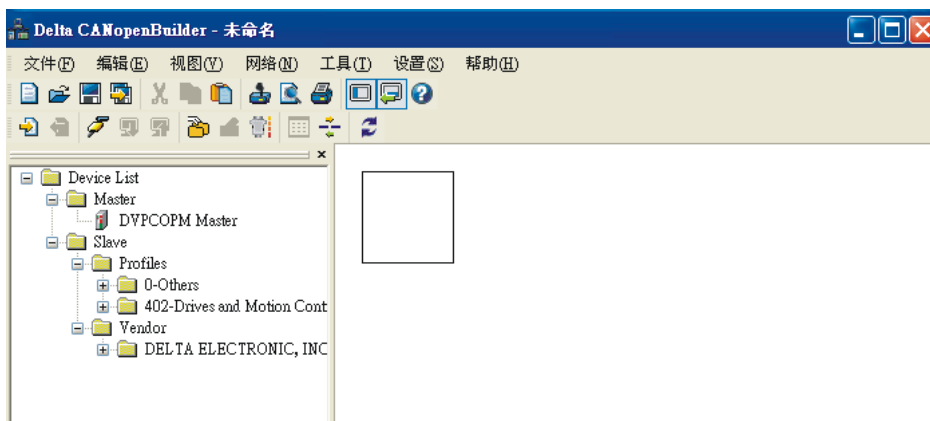 Delta CANopenBuilder - 未命名
文件(F) 编辑(E) 视图(V) 网络(N) 工具(T) 设置(S) 帮助(H)
Device List
Master
DVPCOPM Master
Slave
Profiles
0-Others
402-Drives and Motion Cont
Vendor
DELTA ELECTRONIC, INC